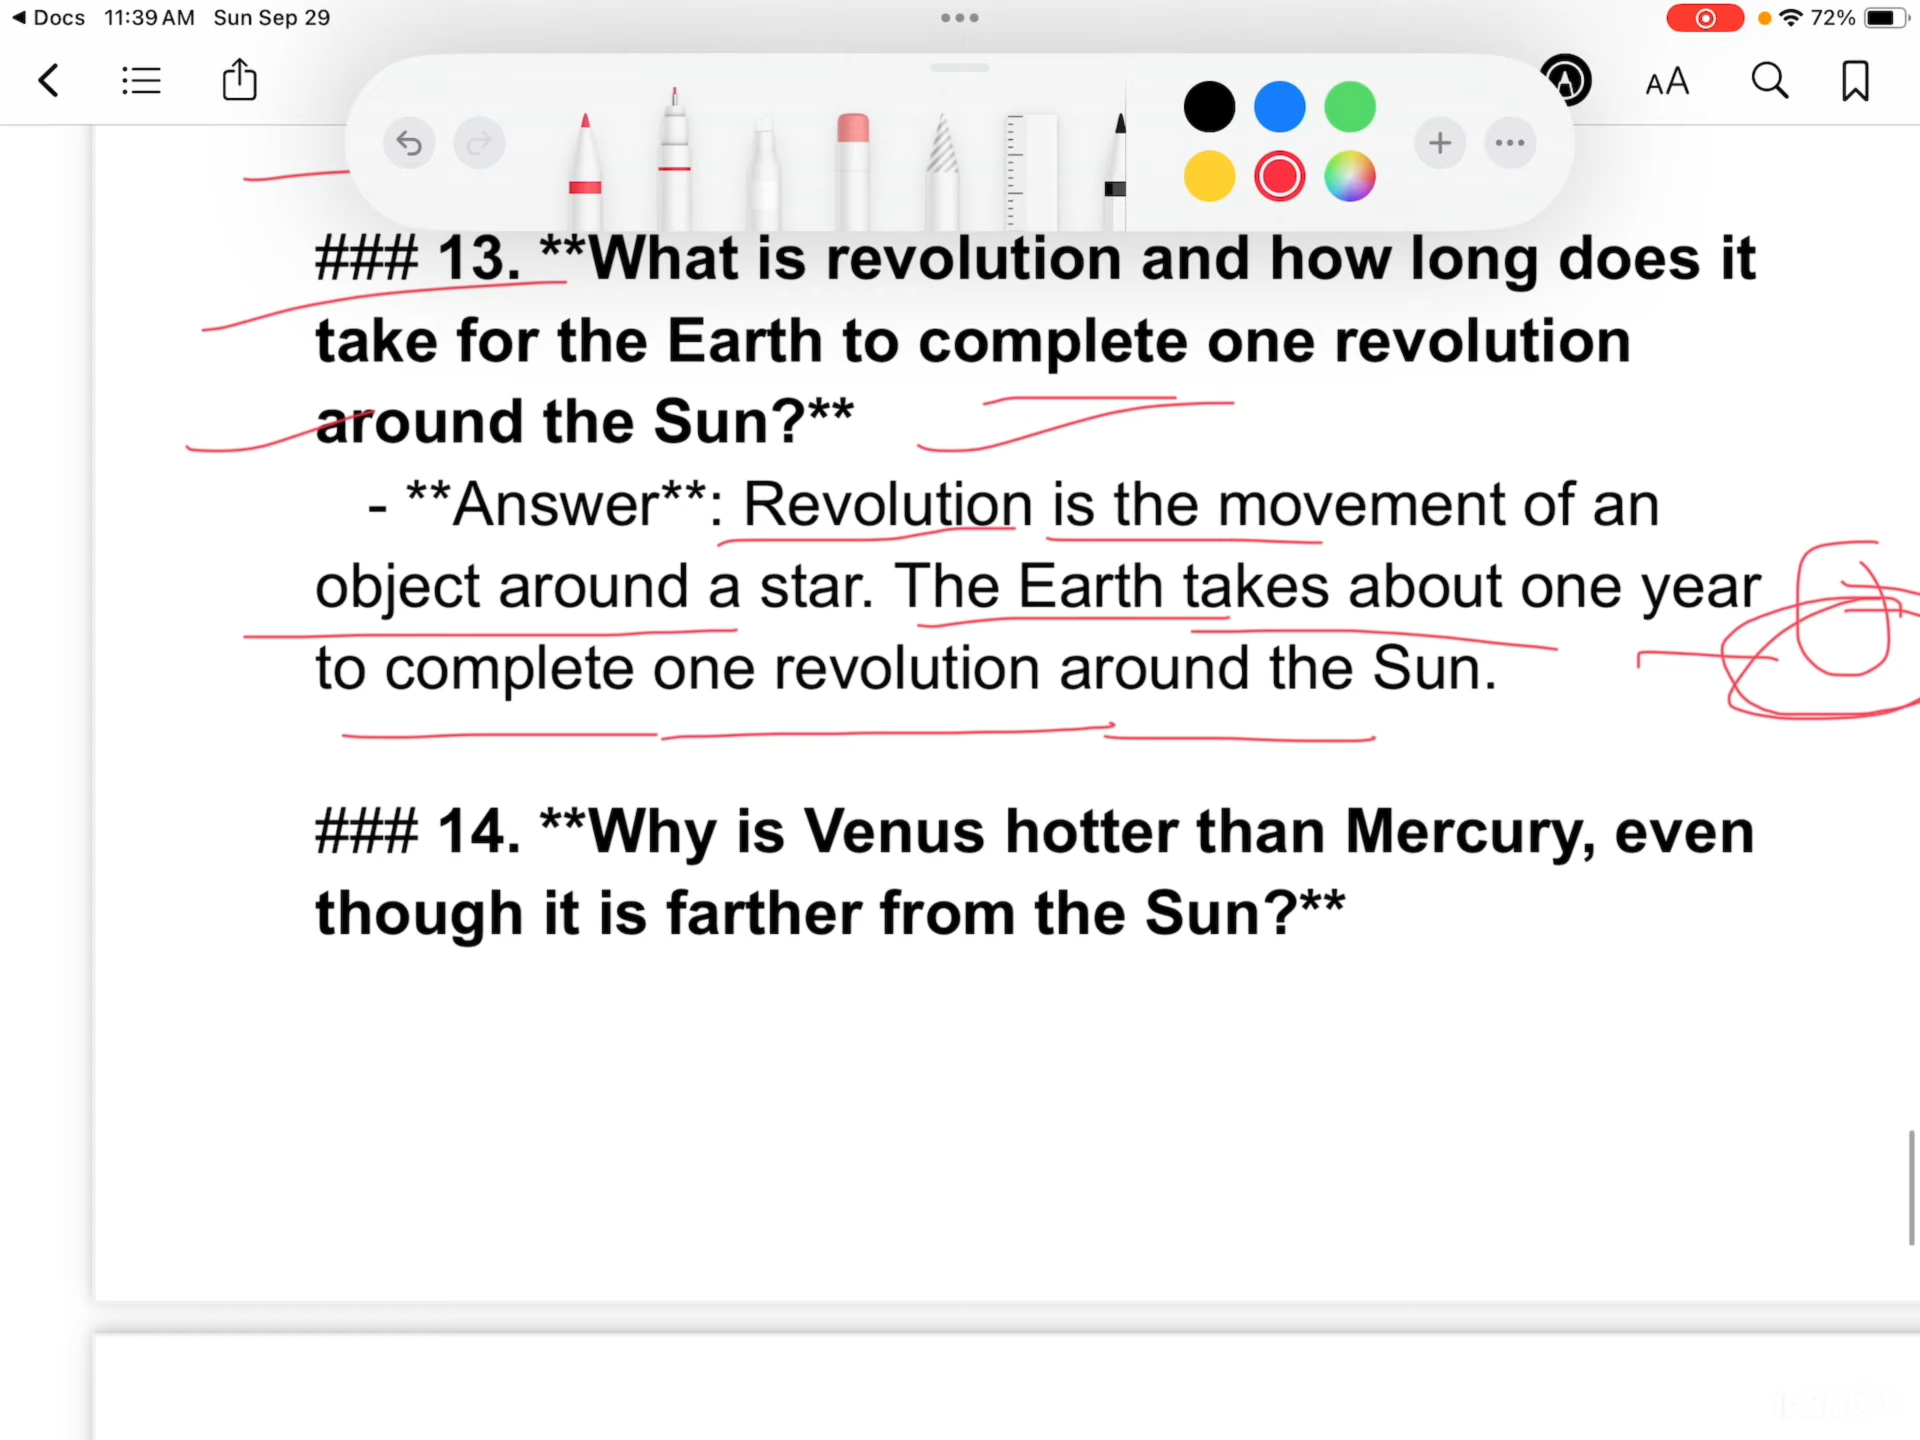 ◀ Docs 11:39 AM Sun Sep 29 72%
AA
### 13. **What is revolution and how long does it
take for the Earth to complete one revolution
around the Sun?**
- **Answer**: Revolution is the movement of an
object around a star. The Earth takes about one year
to complete one revolution around the Sun.
### 14. **Why is Venus hotter than Mercury, even
though it is farther from the Sun?**